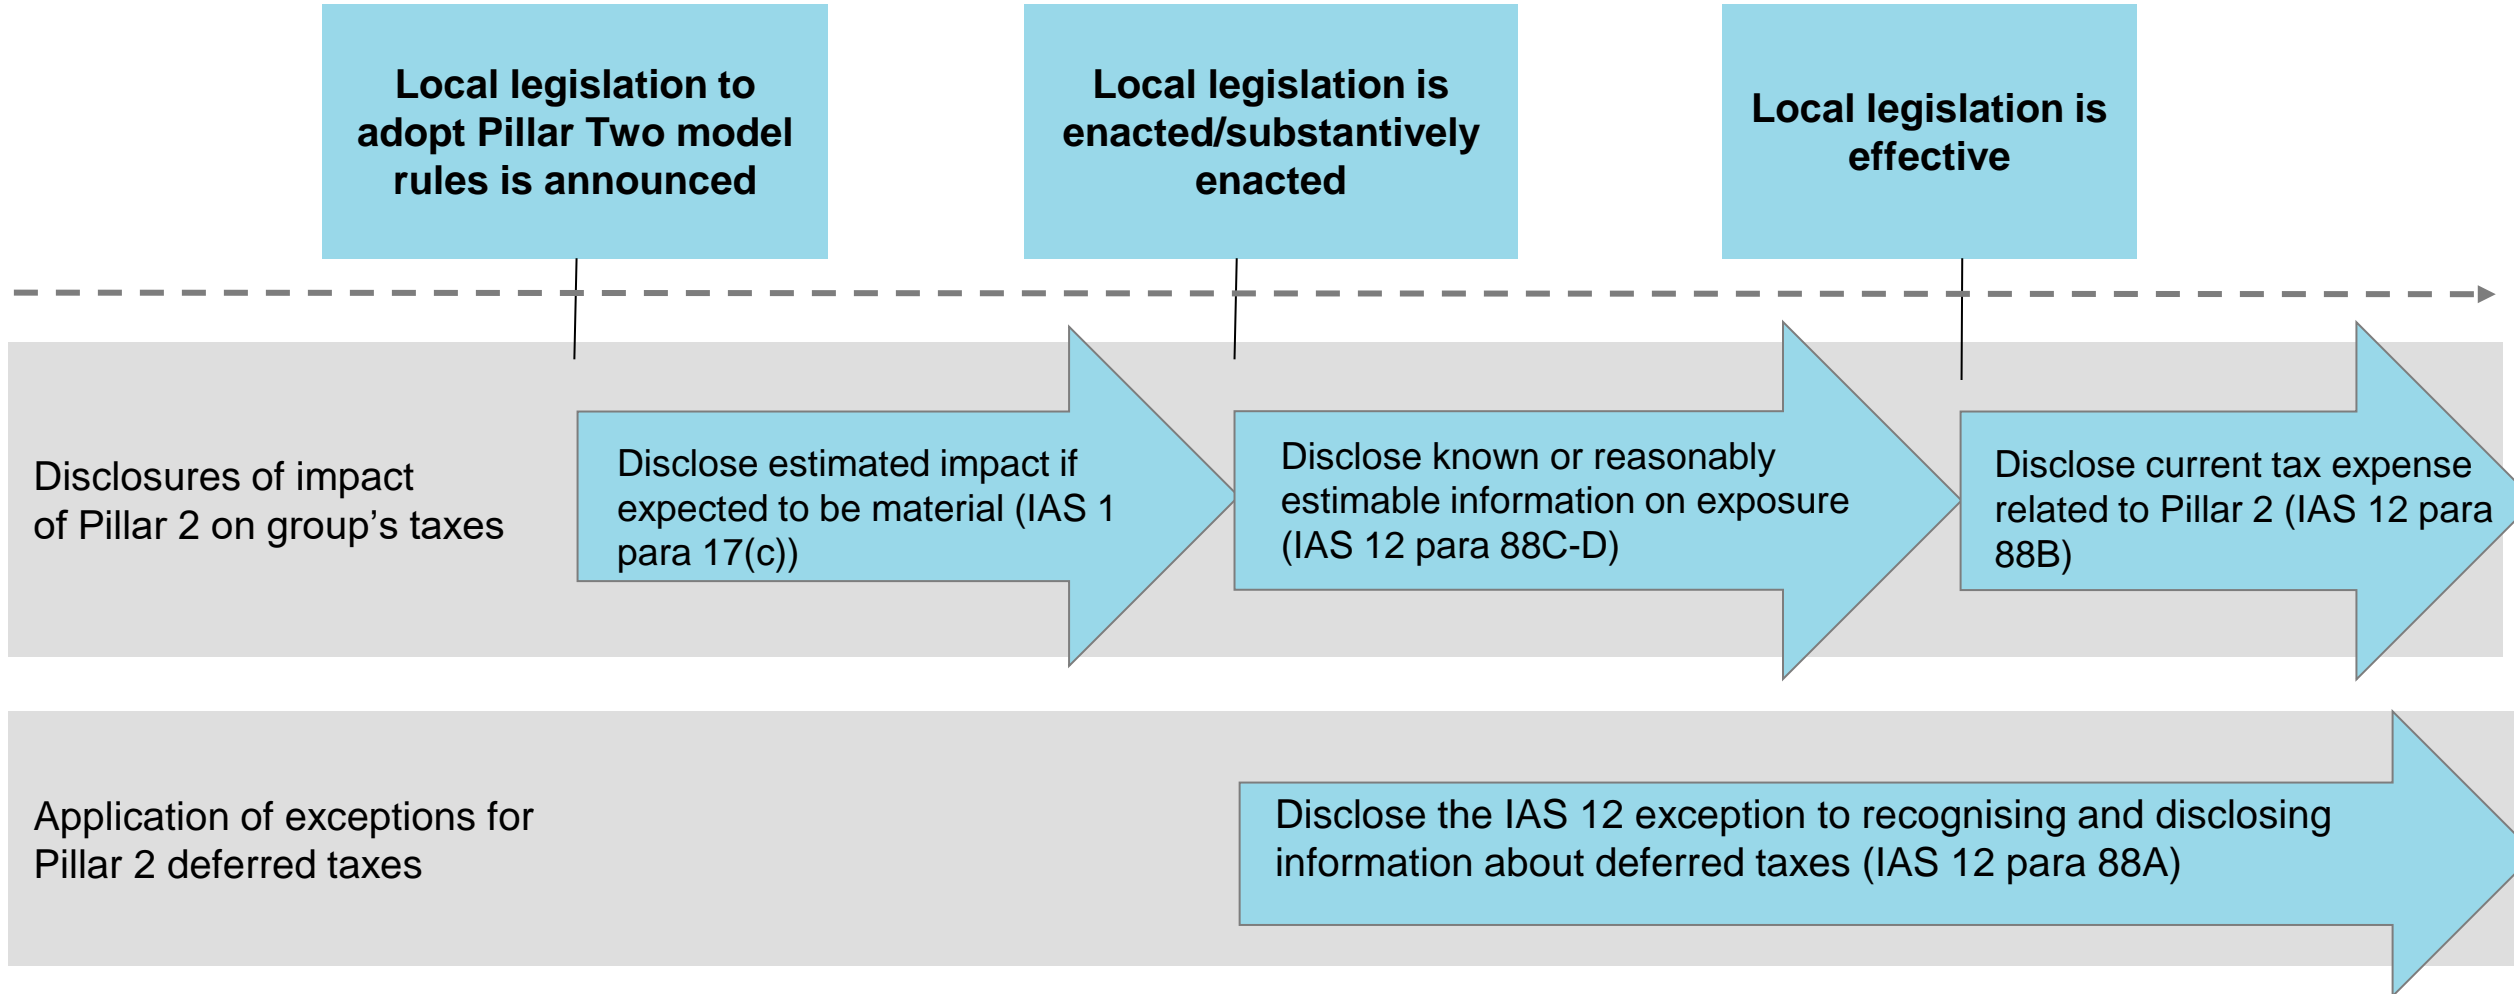 Local legislation to
adopt Pillar Two model
rules is announced
Local legislation is
enacted/substantively
enacted
Local legislation is
effective
Disclosures of impact
of Pillar 2 on group's taxes
Disclose estimated impact if
expected to be material (IAS 1
para 17(c))
Disclose known or reasonably
estimable information on exposure
(IAS 12 para 88C-D)
Disclose current tax expense
related to Pillar 2 (IAS 12 para
88B)
Application of exceptions for
Pillar 2 deferred taxes
Disclose the IAS 12 exception to recognising and disclosing
information about deferred taxes (IAS 12 para 88A)